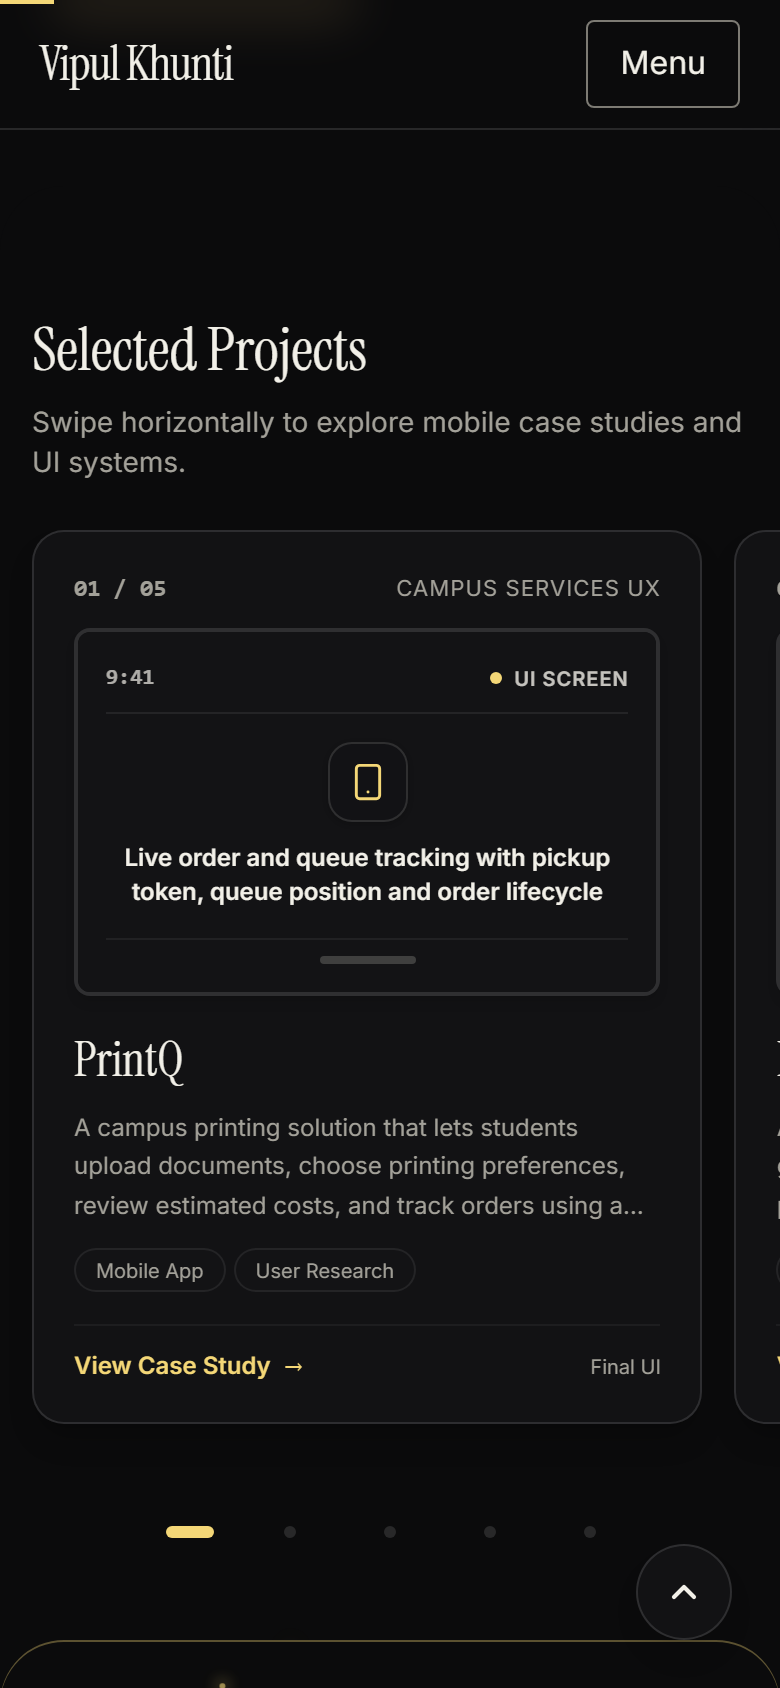 Vipul Khunti
Menu
Selected Projects
Swipe horizontally to explore mobile case studies and
UI systems.
01 / 05
CAMPUS SERVICES UX
9:41
UI SCREEN
Live order and queue tracking with pickup
token, queue position and order lifecycle
PrintQ
A campus printing solution that lets students
upload documents, choose printing preferences,
review estimated costs, and track orders using a...
Mobile App
User Research
View Case Study →
Final UI